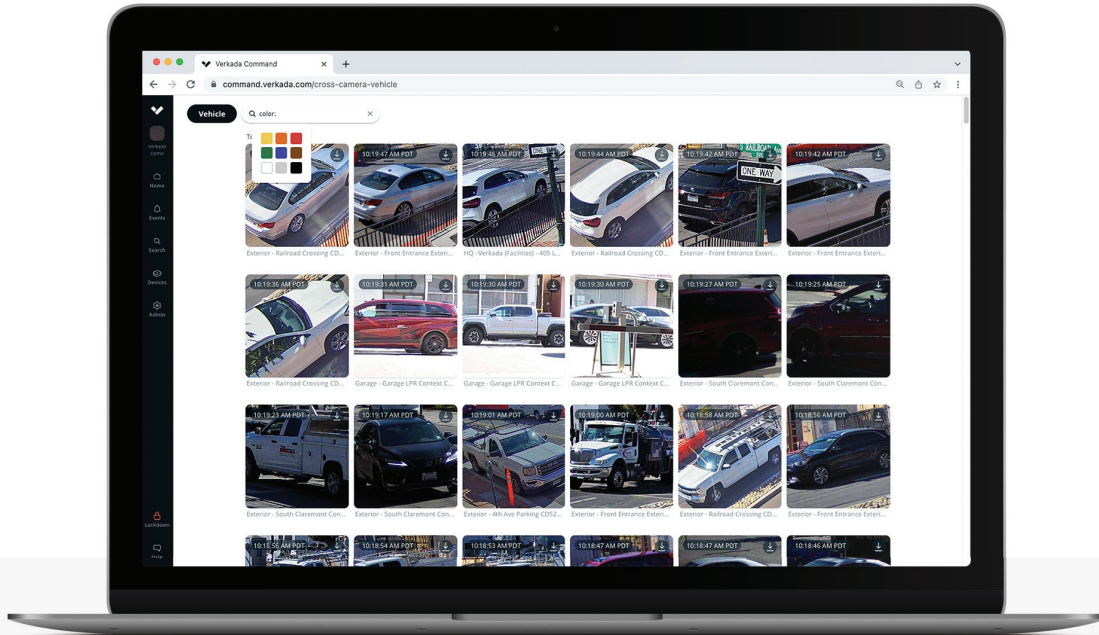 Verkada Command
command.verkada.com/cross-camera-vehicle
Vehicle
color:
Verkada
Demo
Home
Events
Search
Devices
Admin
Lockdown
Help
10:19:47 AM PDT
10:19:46 AM PDT
10:19:44 AM PDT
10:19:42 AM PDT
10:19:42 AM PDT
ONE WAY
S RAILROAD
ONE WAY
Exterior - Railroad Crossing CD...
Exterior - Front Entrance Exteri...
HQ - Verkada (Facilities) - 405 L...
Exterior - Railroad Crossing CD...
Exterior - Front Entrance Exteri...
Exterior - Front Entrance Exteri...
10:19:36 AM PDT
10:19:31 AM PDT
10:19:30 AM PDT
10:19:30 AM PDT
10:19:27 AM PDT
10:19:25 AM PDT
Exterior - Railroad Crossing CD...
Garage - Garage LPR Context C...
Garage - Garage LPR Context C...
Garage - Garage LPR Context C...
Exterior - South Claremont Con...
Exterior - South Claremont Con...
10:19:23 AM PDT
10:19:17 AM PDT
10:19:01 AM PDT
10:19:00 AM PDT
10:18:58 AM PDT
10:18:56 AM PDT
Exterior - South Claremont Con...
Exterior - South Claremont Con...
Exterior - 4th Ave Parking CD52...
Exterior - Front Entrance Exteri...
Exterior - Railroad Crossing CD...
Exterior - Front Entrance Exteri...
10:18:56 AM PDT
10:18:54 AM PDT
10:18:53 AM PDT
10:18:47 AM PDT
10:18:47 AM PDT
10:18:46 AM PDT